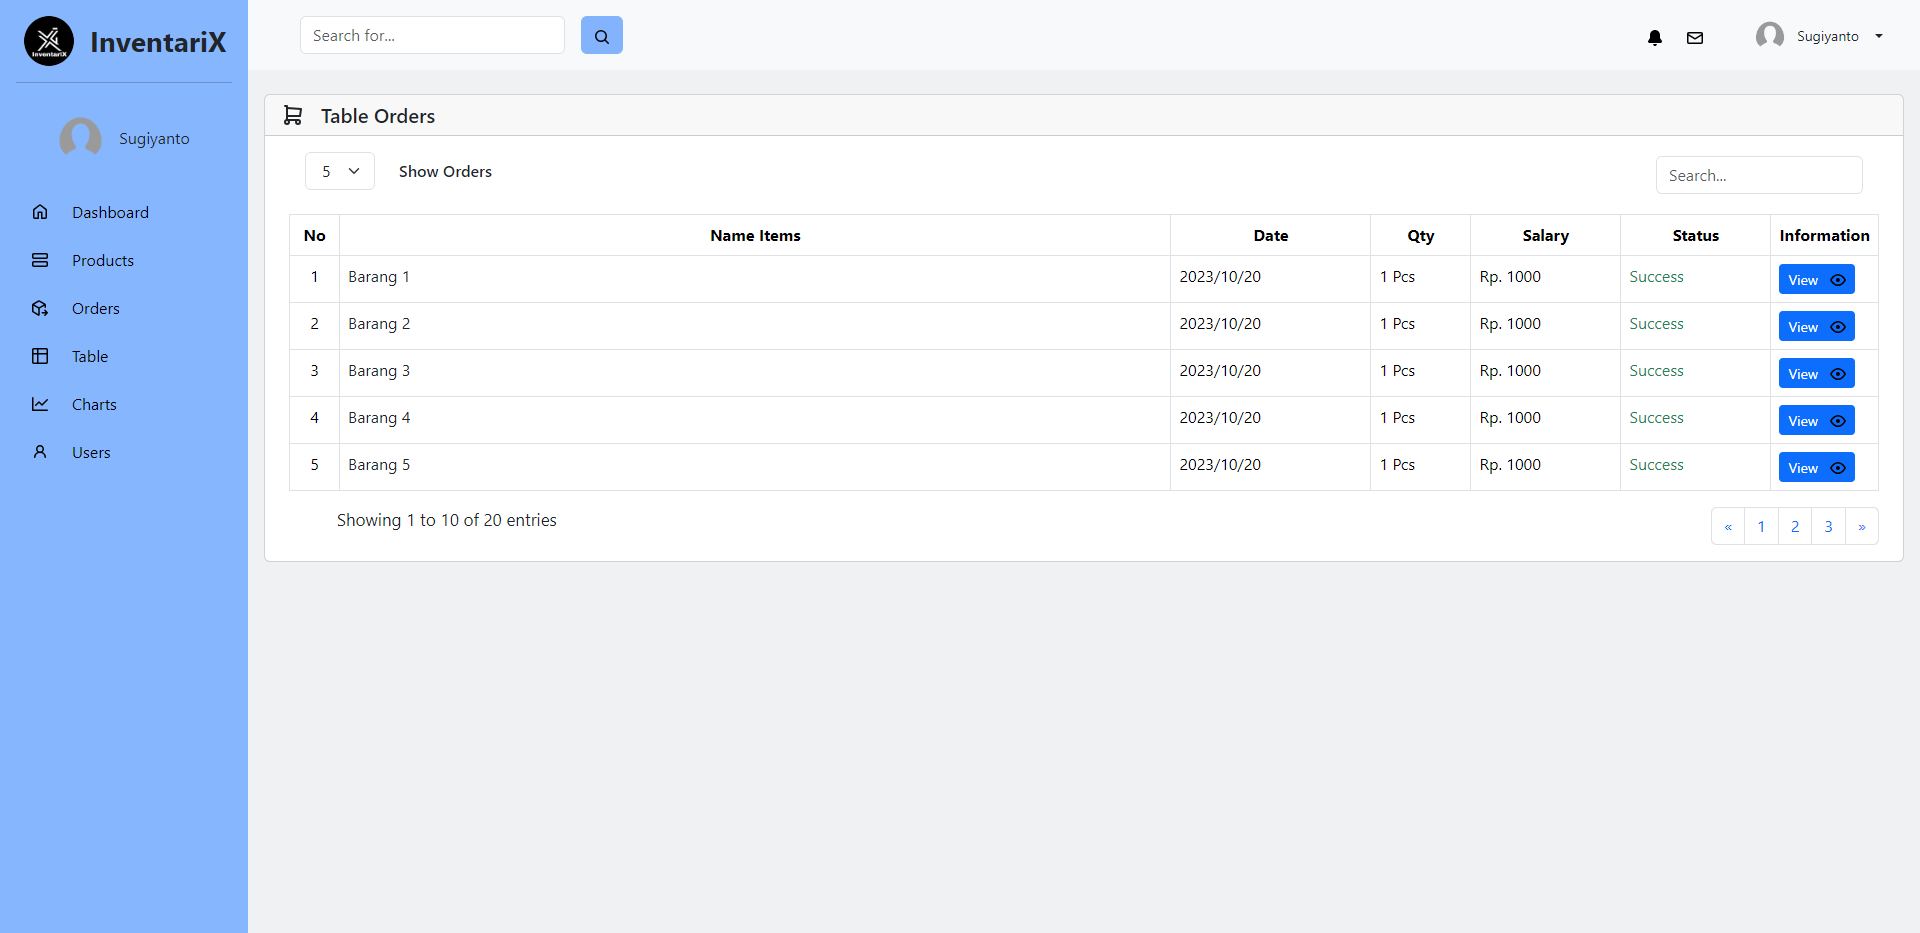 InventariX
InventariX
Search for...
Sugiyanto
Sugiyanto
Dashboard
Products
Orders
Table
Charts
Users
Table Orders
5 Show Orders
Search...
No Name Items Date Qty Salary Status Information
1 Barang 1 2023/10/20 1 Pcs Rp. 1000 Success View
2 Barang 2 2023/10/20 1 Pcs Rp. 1000 Success View
3 Barang 3 2023/10/20 1 Pcs Rp. 1000 Success View
4 Barang 4 2023/10/20 1 Pcs Rp. 1000 Success View
5 Barang 5 2023/10/20 1 Pcs Rp. 1000 Success View
Showing 1 to 10 of 20 entries
« 1 2 3 »